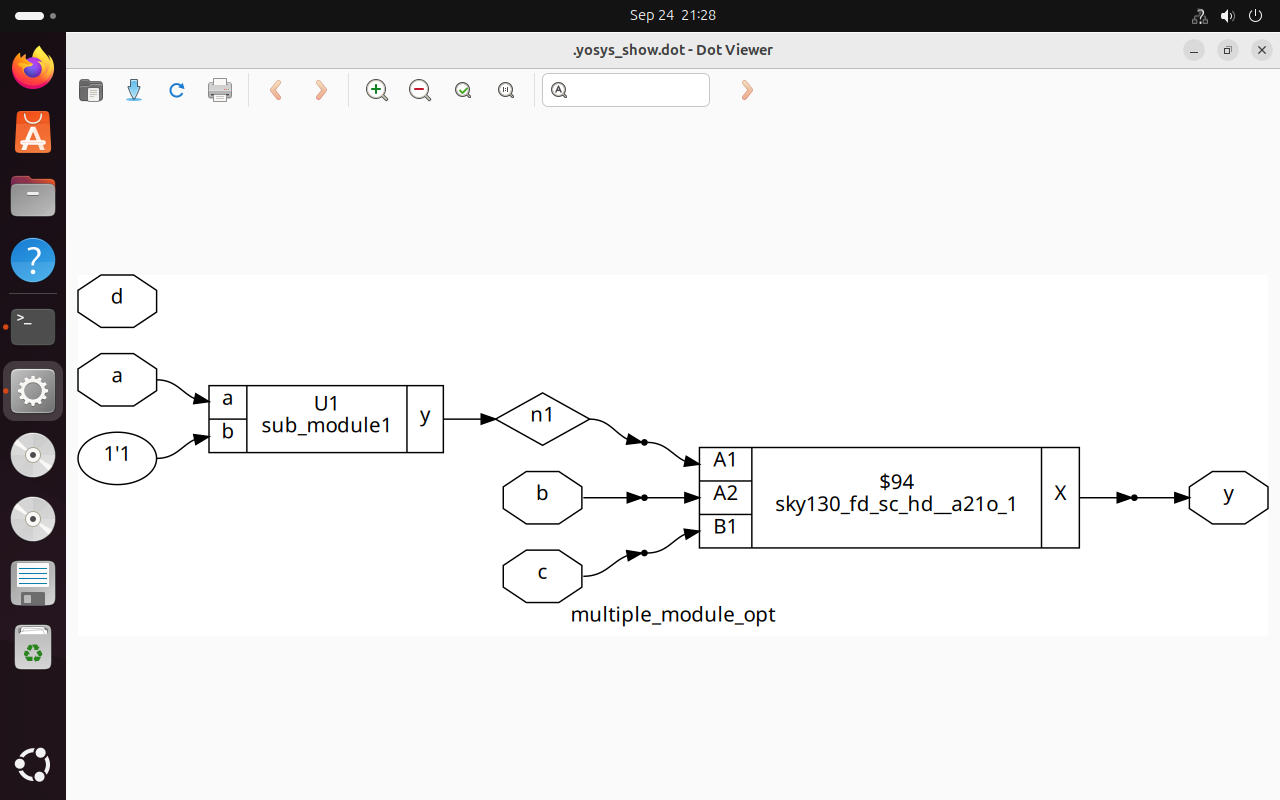 Sep 24 21:28
.yosys_show.dot - Dot Viewer
d
a
1'1
a
b
U1
sub_module1
y
n1
b
c
A1
A2
B1
$94
sky130_fd_sc_hd__a21o_1
X
y
multiple_module_opt